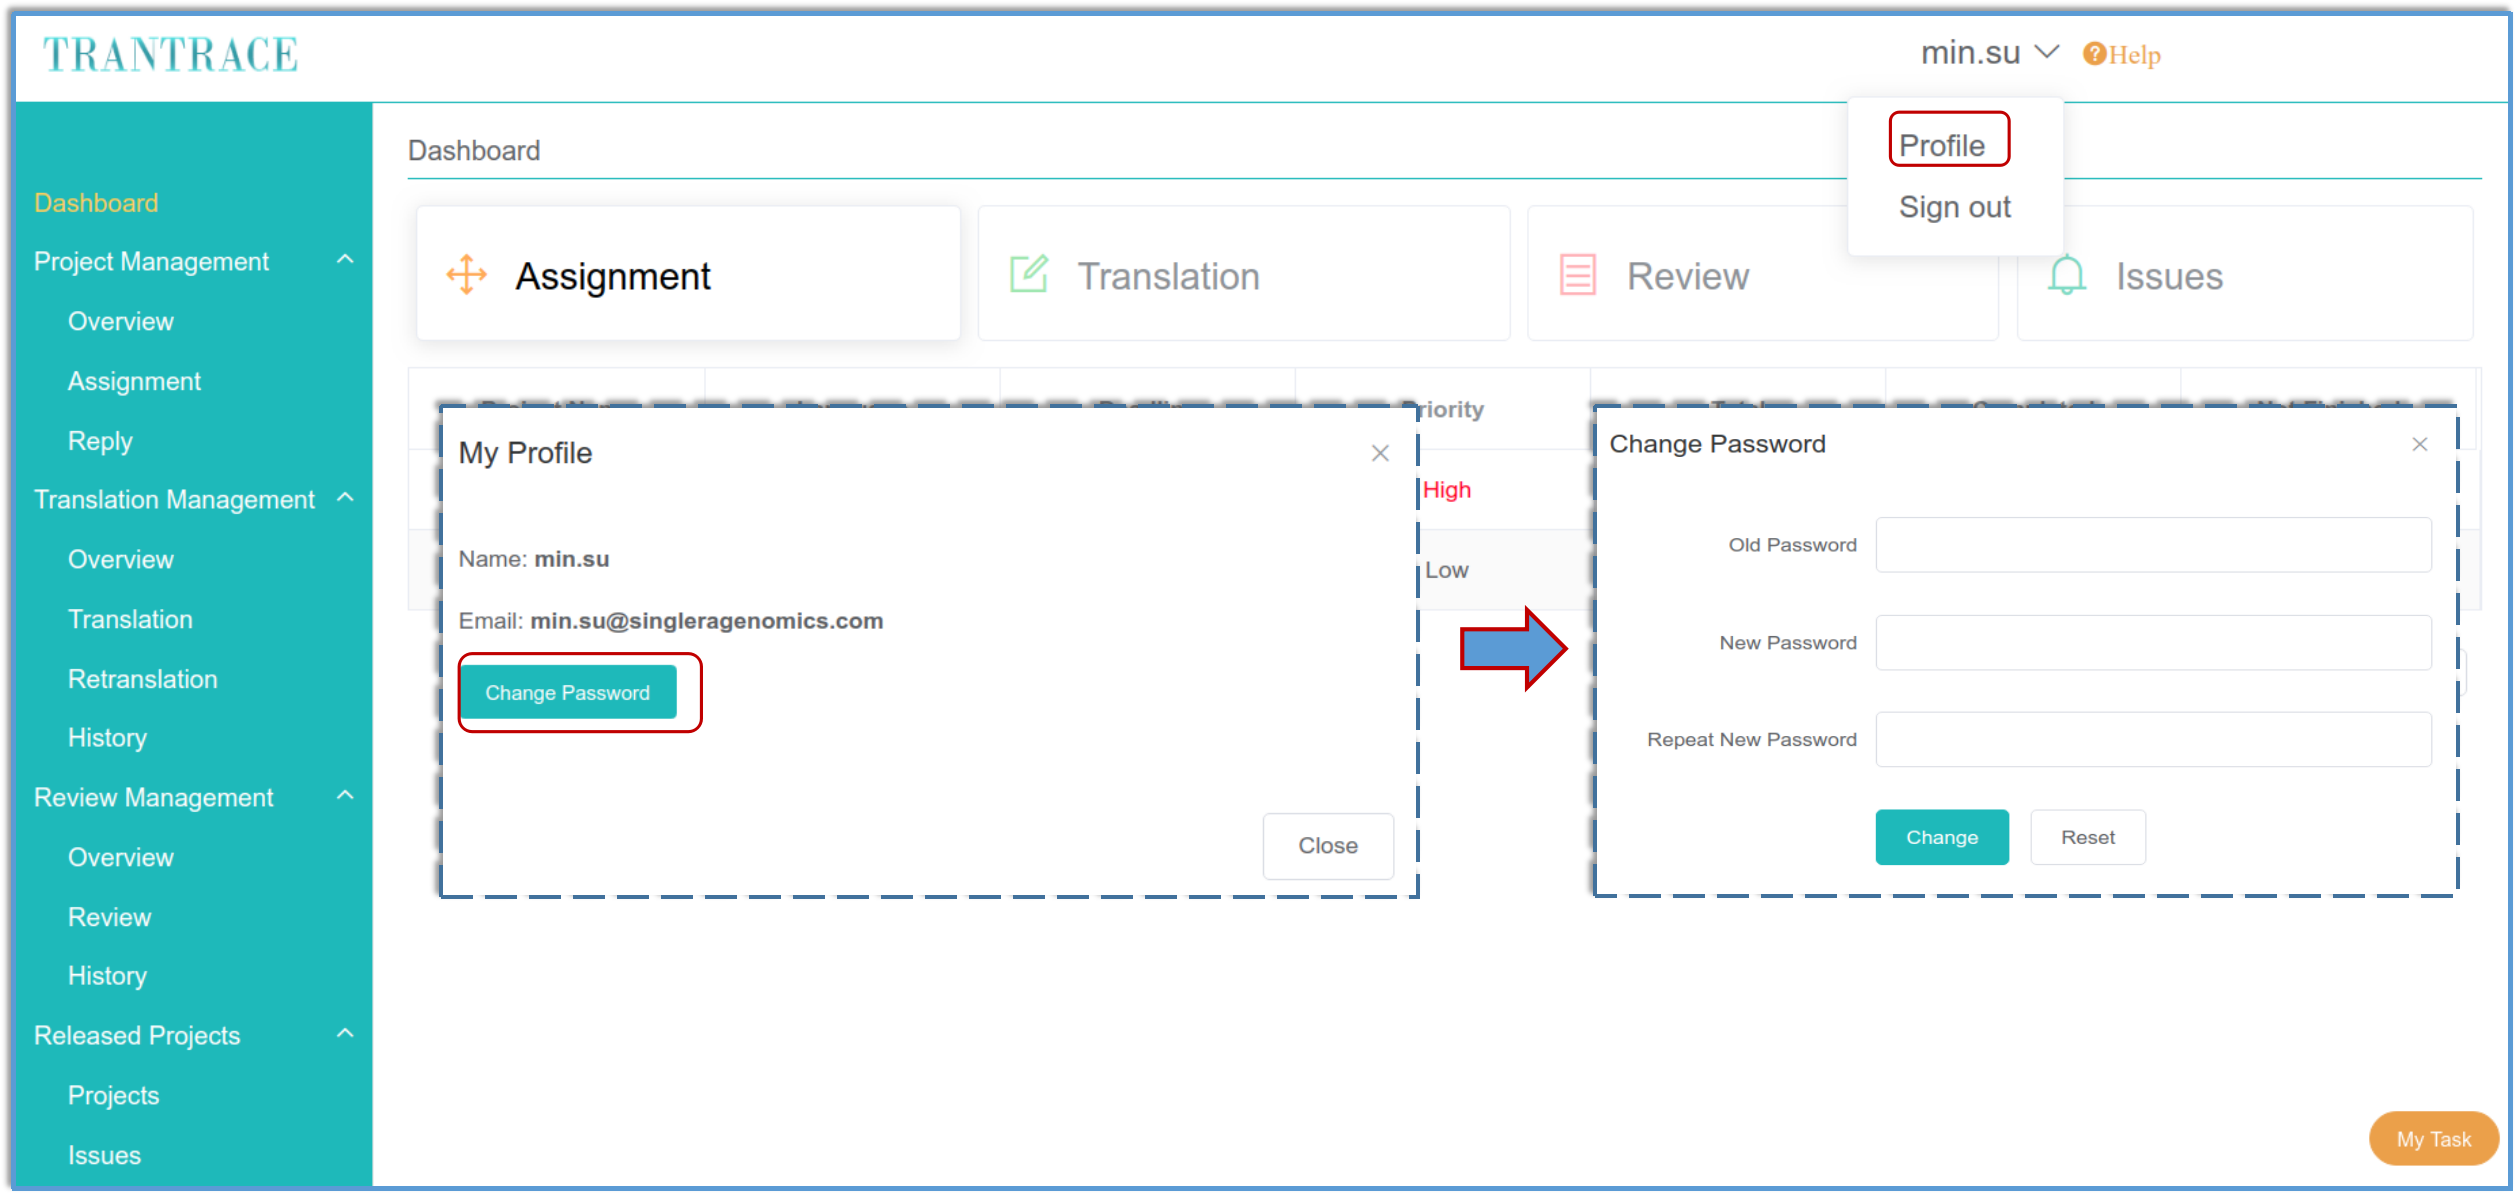 TRANTRACE
min.su
Help
Profile
Sign out
Dashboard
Project Management
Overview
Assignment
Reply
Translation Management
Overview
Translation
Retranslation
History
Review Management
Overview
Review
History
Released Projects
Projects
Issues
Dashboard
Assignment
Translation
Review
Issues
Priority
High
Low
My Profile
Name: min.su
Email: min.su@singleragenomics.com
Change Password
Close
Change Password
Old Password
New Password
Repeat New Password
Change
Reset
My Task